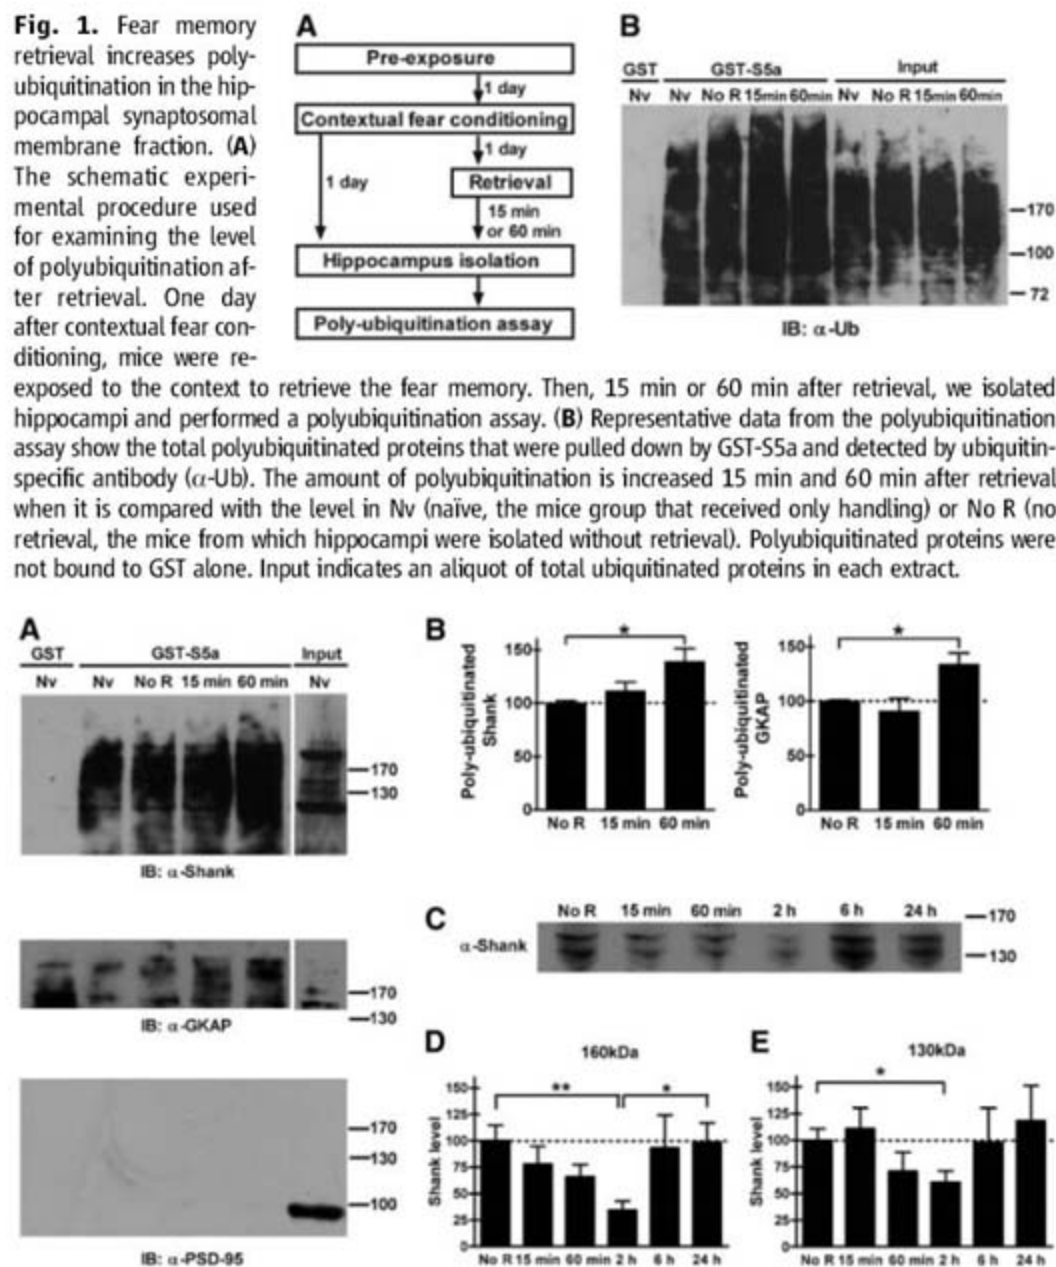 Fig. 1. Fear memory
retrieval increases poly-
ubiquitination in the hip-
pocampal synaptosomal
membrane fraction. (A)
The schematic experi-
mental procedure used
for examining the level
of polyubiquitination af-
ter retrieval. One day
after contextual fear con-
ditioning, mice were re-
exposed to the context to retrieve the fear memory. Then, 15 min or 60 min after retrieval, we isolated
hippocampi and performed a polyubiquitination assay. (B) Representative data from the polyubiquitination
assay show the total polyubiquitinated proteins that were pulled down by GST-S5a and detected by ubiquitin-
specific antibody (α-Ub). The amount of polyubiquitination is increased 15 min and 60 min after retrieval
when it is compared with the level in Nv (naïve, the mice group that received only handling) or No R (no
retrieval, the mice from which hippocampi were isolated without retrieval). Polyubiquitinated proteins were
not bound to GST alone. Input indicates an aliquot of total ubiquitinated proteins in each extract.
A
Pre-exposure
1 day
Contextual fear conditioning
1 day
1 day
Retrieval
15 min
or 60 min
Hippocampus isolation
Poly-ubiquitination assay
B
GST GST-S5a Input
Nv Nv No R 15min 60min Nv No R 15min 60min
170
100
72
IB: α-Ub
A
GST GST-S5a Input
Nv Nv No R 15 min 60 min Nv
170
130
IB: α-Shank
170
130
IB: α-GKAP
170
130
100
IB: α-PSD-95
B
Poly-ubiquitinated
Shank
150
100
50
0
*
No R 15 min 60 min
Poly-ubiquitinated
GKAP
150
100
50
0
*
No R 15 min 60 min
C
No R 15 min 60 min 2 h 6 h 24 h
α-Shank
170
130
D
160kDa
Shank level
150
125
100
75
50
25
0
** *
No R 15 min 60 min 2 h 6 h 24 h
E
130kDa
Shank level
150
125
100
75
50
25
0
*
No R 15 min 60 min 2 h 6 h 24 h